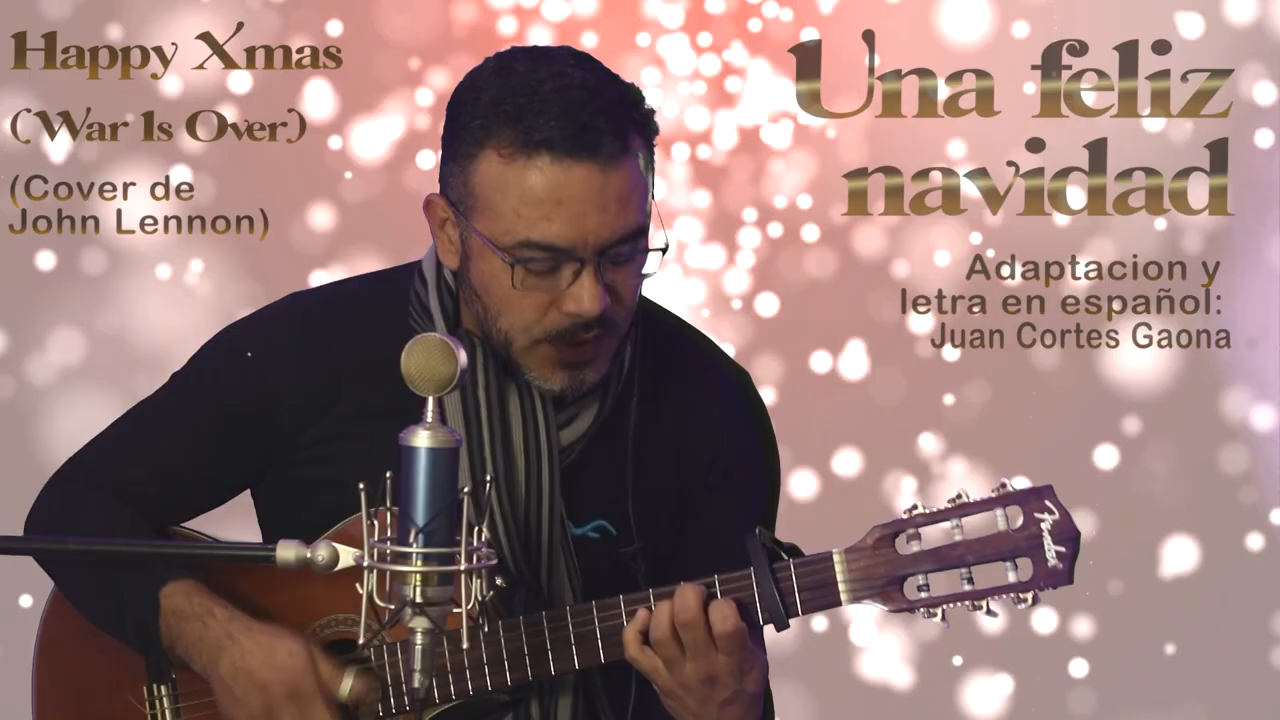 Happy Xmas
(War Is Over)
(Cover de
John Lennon)
Una feliz
navidad
Adaptacion y
letra en español:
Juan Cortes Gaona
Fender